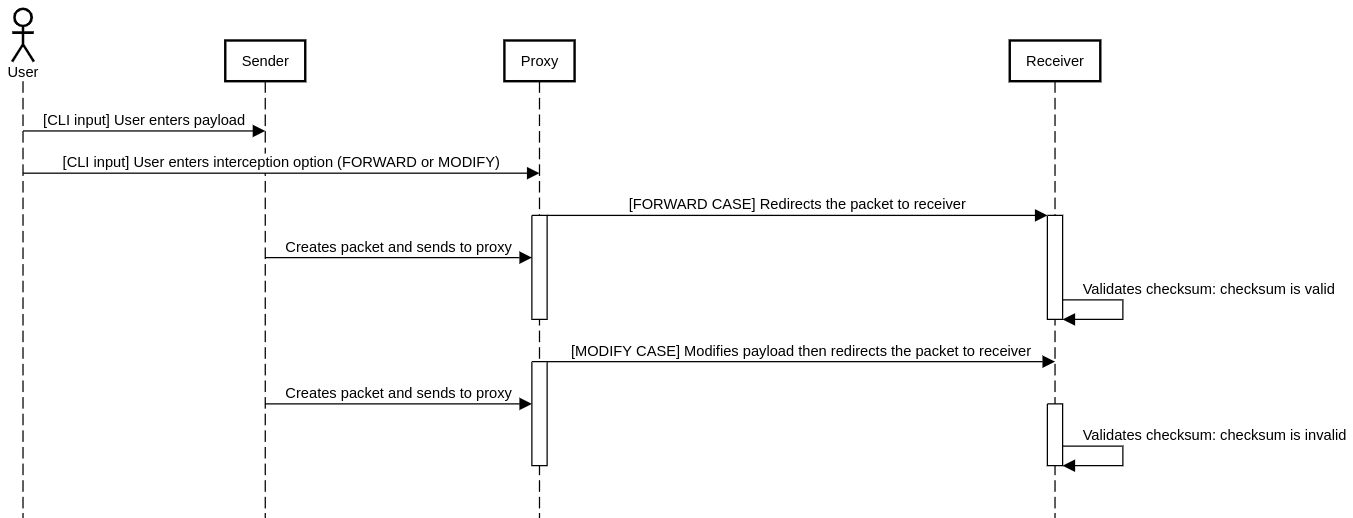 User
Sender
Proxy
Receiver
[CLI input] User enters payload
[CLI input] User enters interception option (FORWARD or MODIFY)
[FORWARD CASE] Redirects the packet to receiver
Creates packet and sends to proxy
Validates checksum: checksum is valid
[MODIFY CASE] Modifies payload then redirects the packet to receiver
Creates packet and sends to proxy
Validates checksum: checksum is invalid